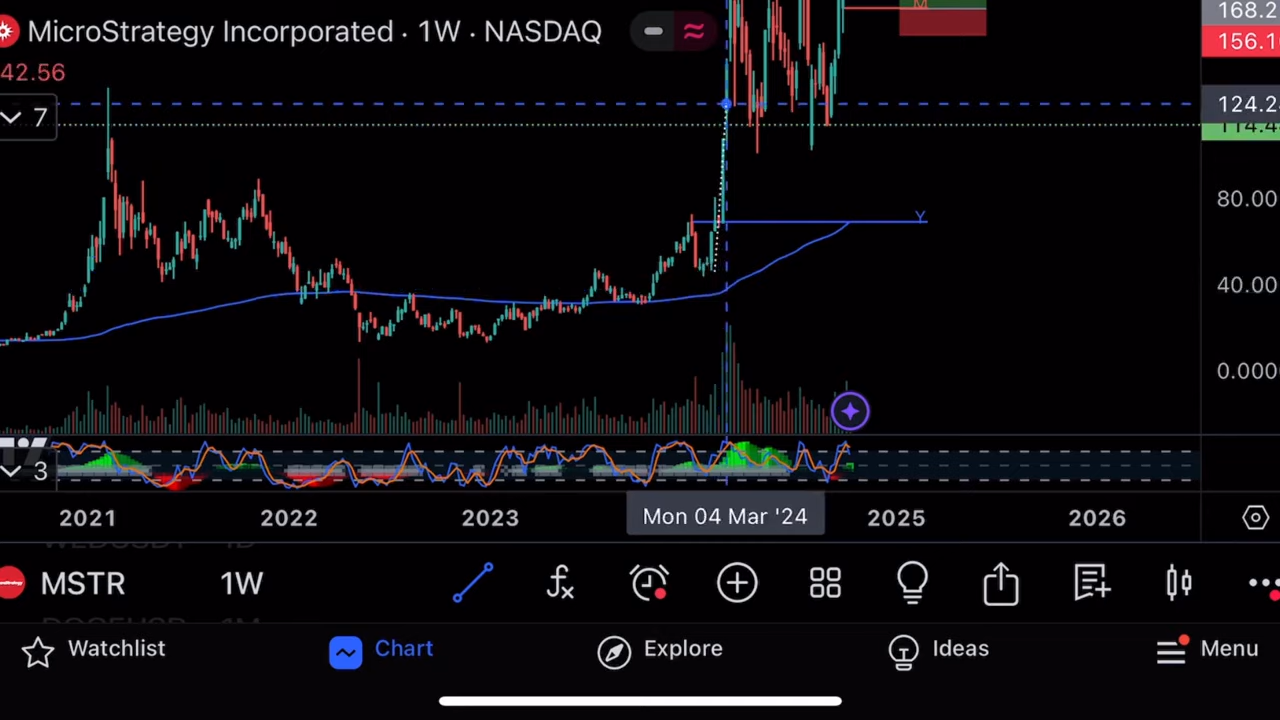 MicroStrategy Incorporated · 1W · NASDAQ
M
168.2
156.1
42.56
7
124.2
114.4
80.00
Y
40.00
0.000
3
2021 2022 2023 Mon 04 Mar '24 2025 2026
MSTR 1W
Watchlist Chart Explore Ideas Menu